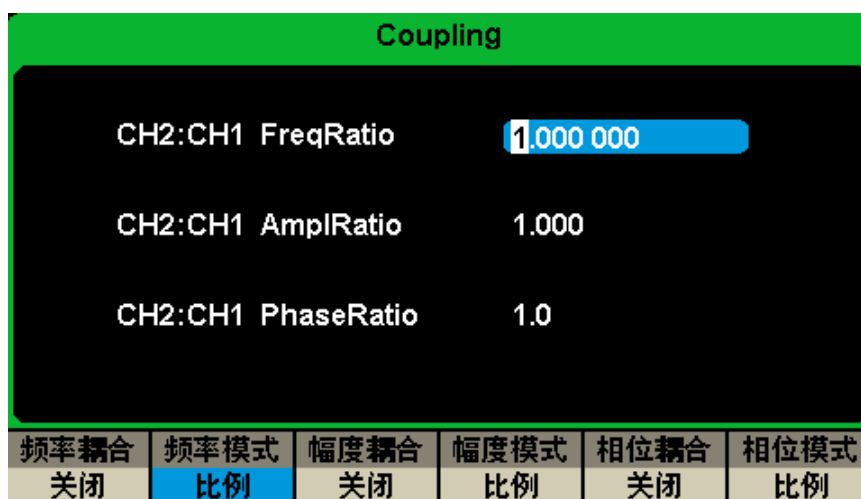 Coupling
CH2:CH1 FreqRatio 1.000 000
CH2:CH1 AmplRatio 1.000
CH2:CH1 PhaseRatio 1.0
频率耦合 频率模式 幅度耦合 幅度模式 相位耦合 相位模式
关闭 比例 关闭 比例 关闭 比例